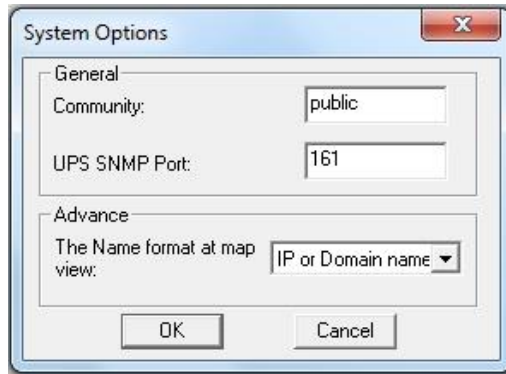 System Options
General
Community:
public
UPS SNMP Port:
161
Advance
The Name format at map
view:
IP or Domain name
OK
Cancel